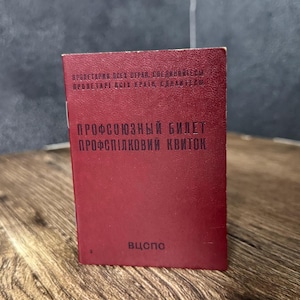 ПРОЛЕТАРИИ ВСЕХ СТРАН, СОЕДИНЯЙТЕСЬ!
ПРОЛЕТАРІ ВСІХ КРАЇН, ЄДНАЙТЕСЯ!
ПРОФСОЮЗНЫЙ БИЛЕТ
ПРОФСПІЛКОВИЙ КВИТОК
ВЦСПС